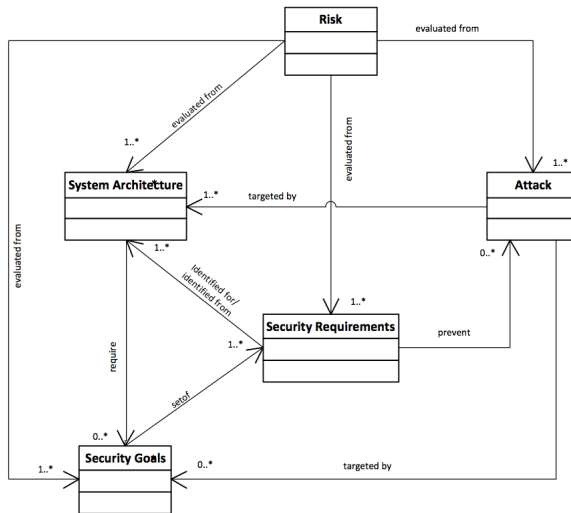 Risk
evaluated from
evaluated from
evaluated from
1..*
1..*
System Architecture
*
1..*
targeted by
Attack
evaluated from
1..*
0..*
Identified for/
identified from
1..*
Security Requirements
1..*
prevent
require
setof
0..*
Security Goals
1..*
0..*
targeted by